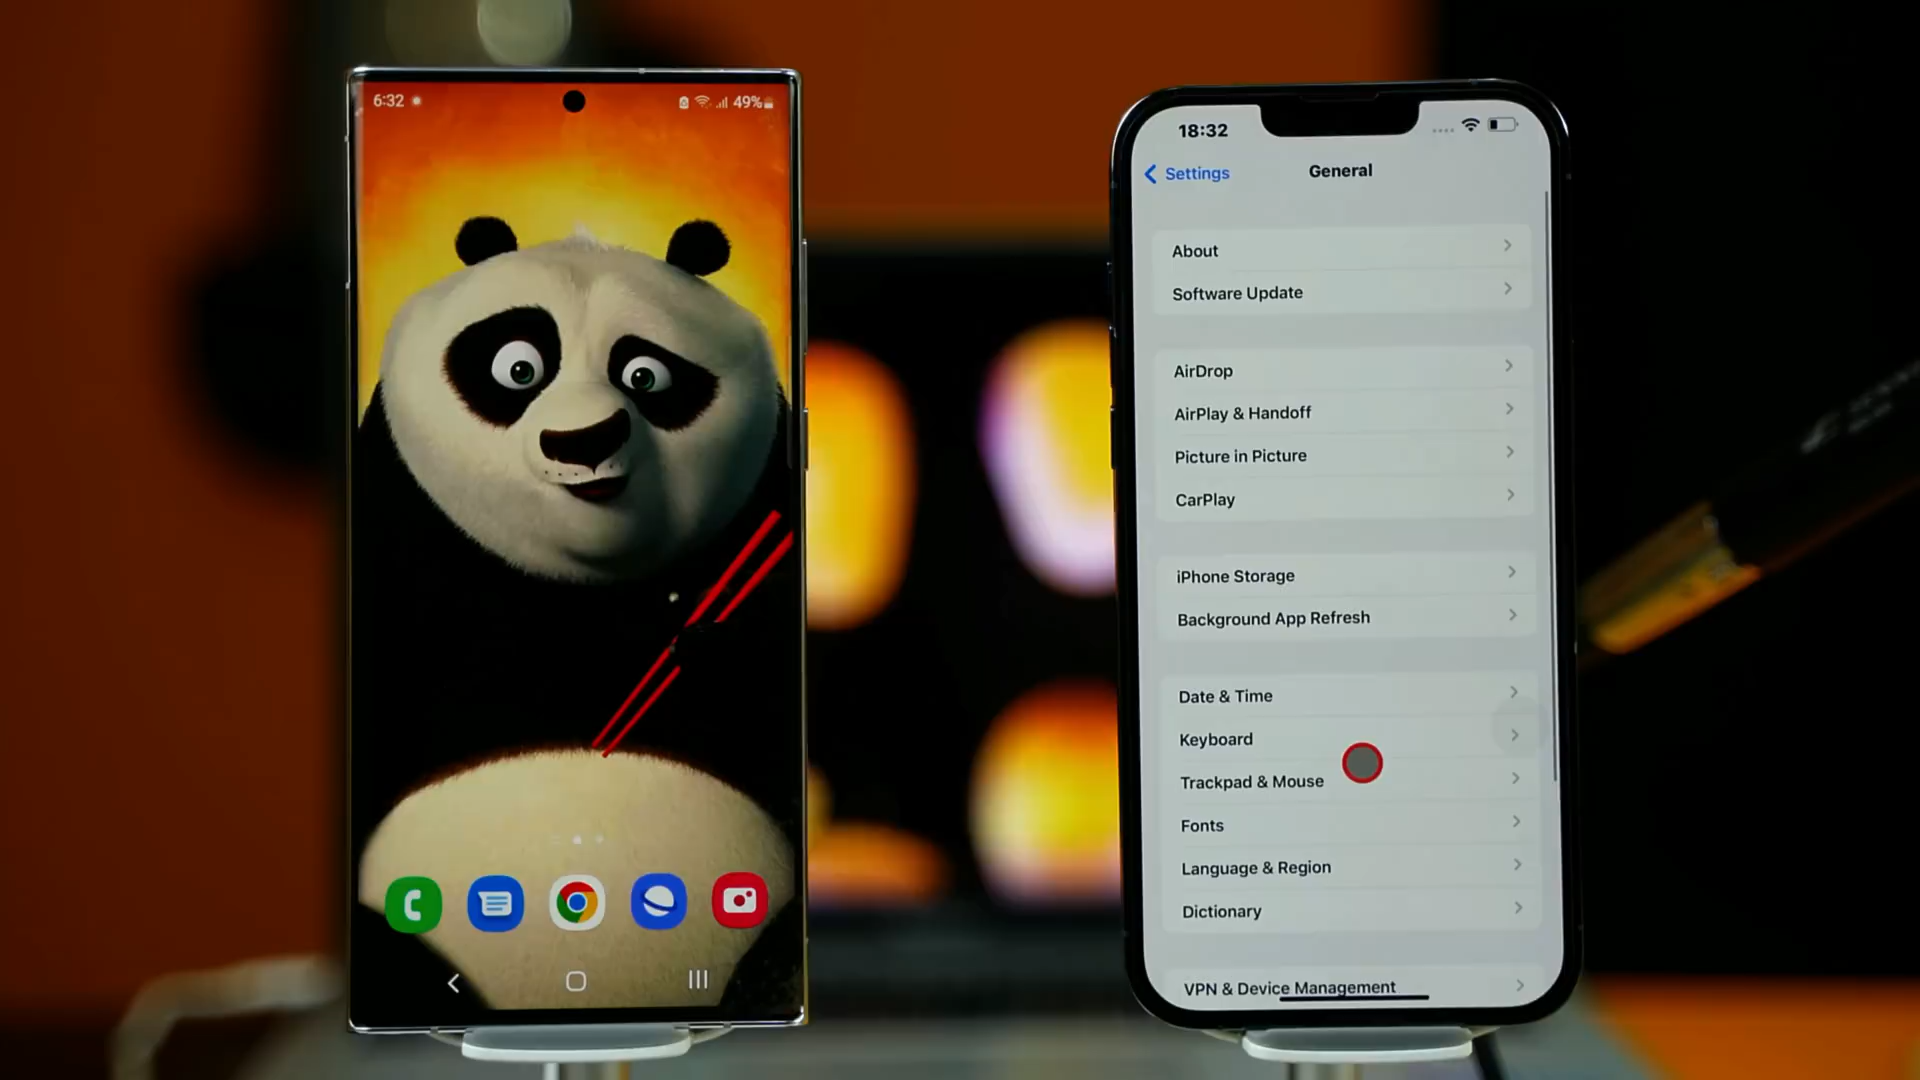 6:32
49%
18:32
Settings
General
About
Software Update
AirDrop
AirPlay & Handoff
Picture in Picture
CarPlay
iPhone Storage
Background App Refresh
Date & Time
Keyboard
Trackpad & Mouse
Fonts
Language & Region
Dictionary
VPN & Device Management